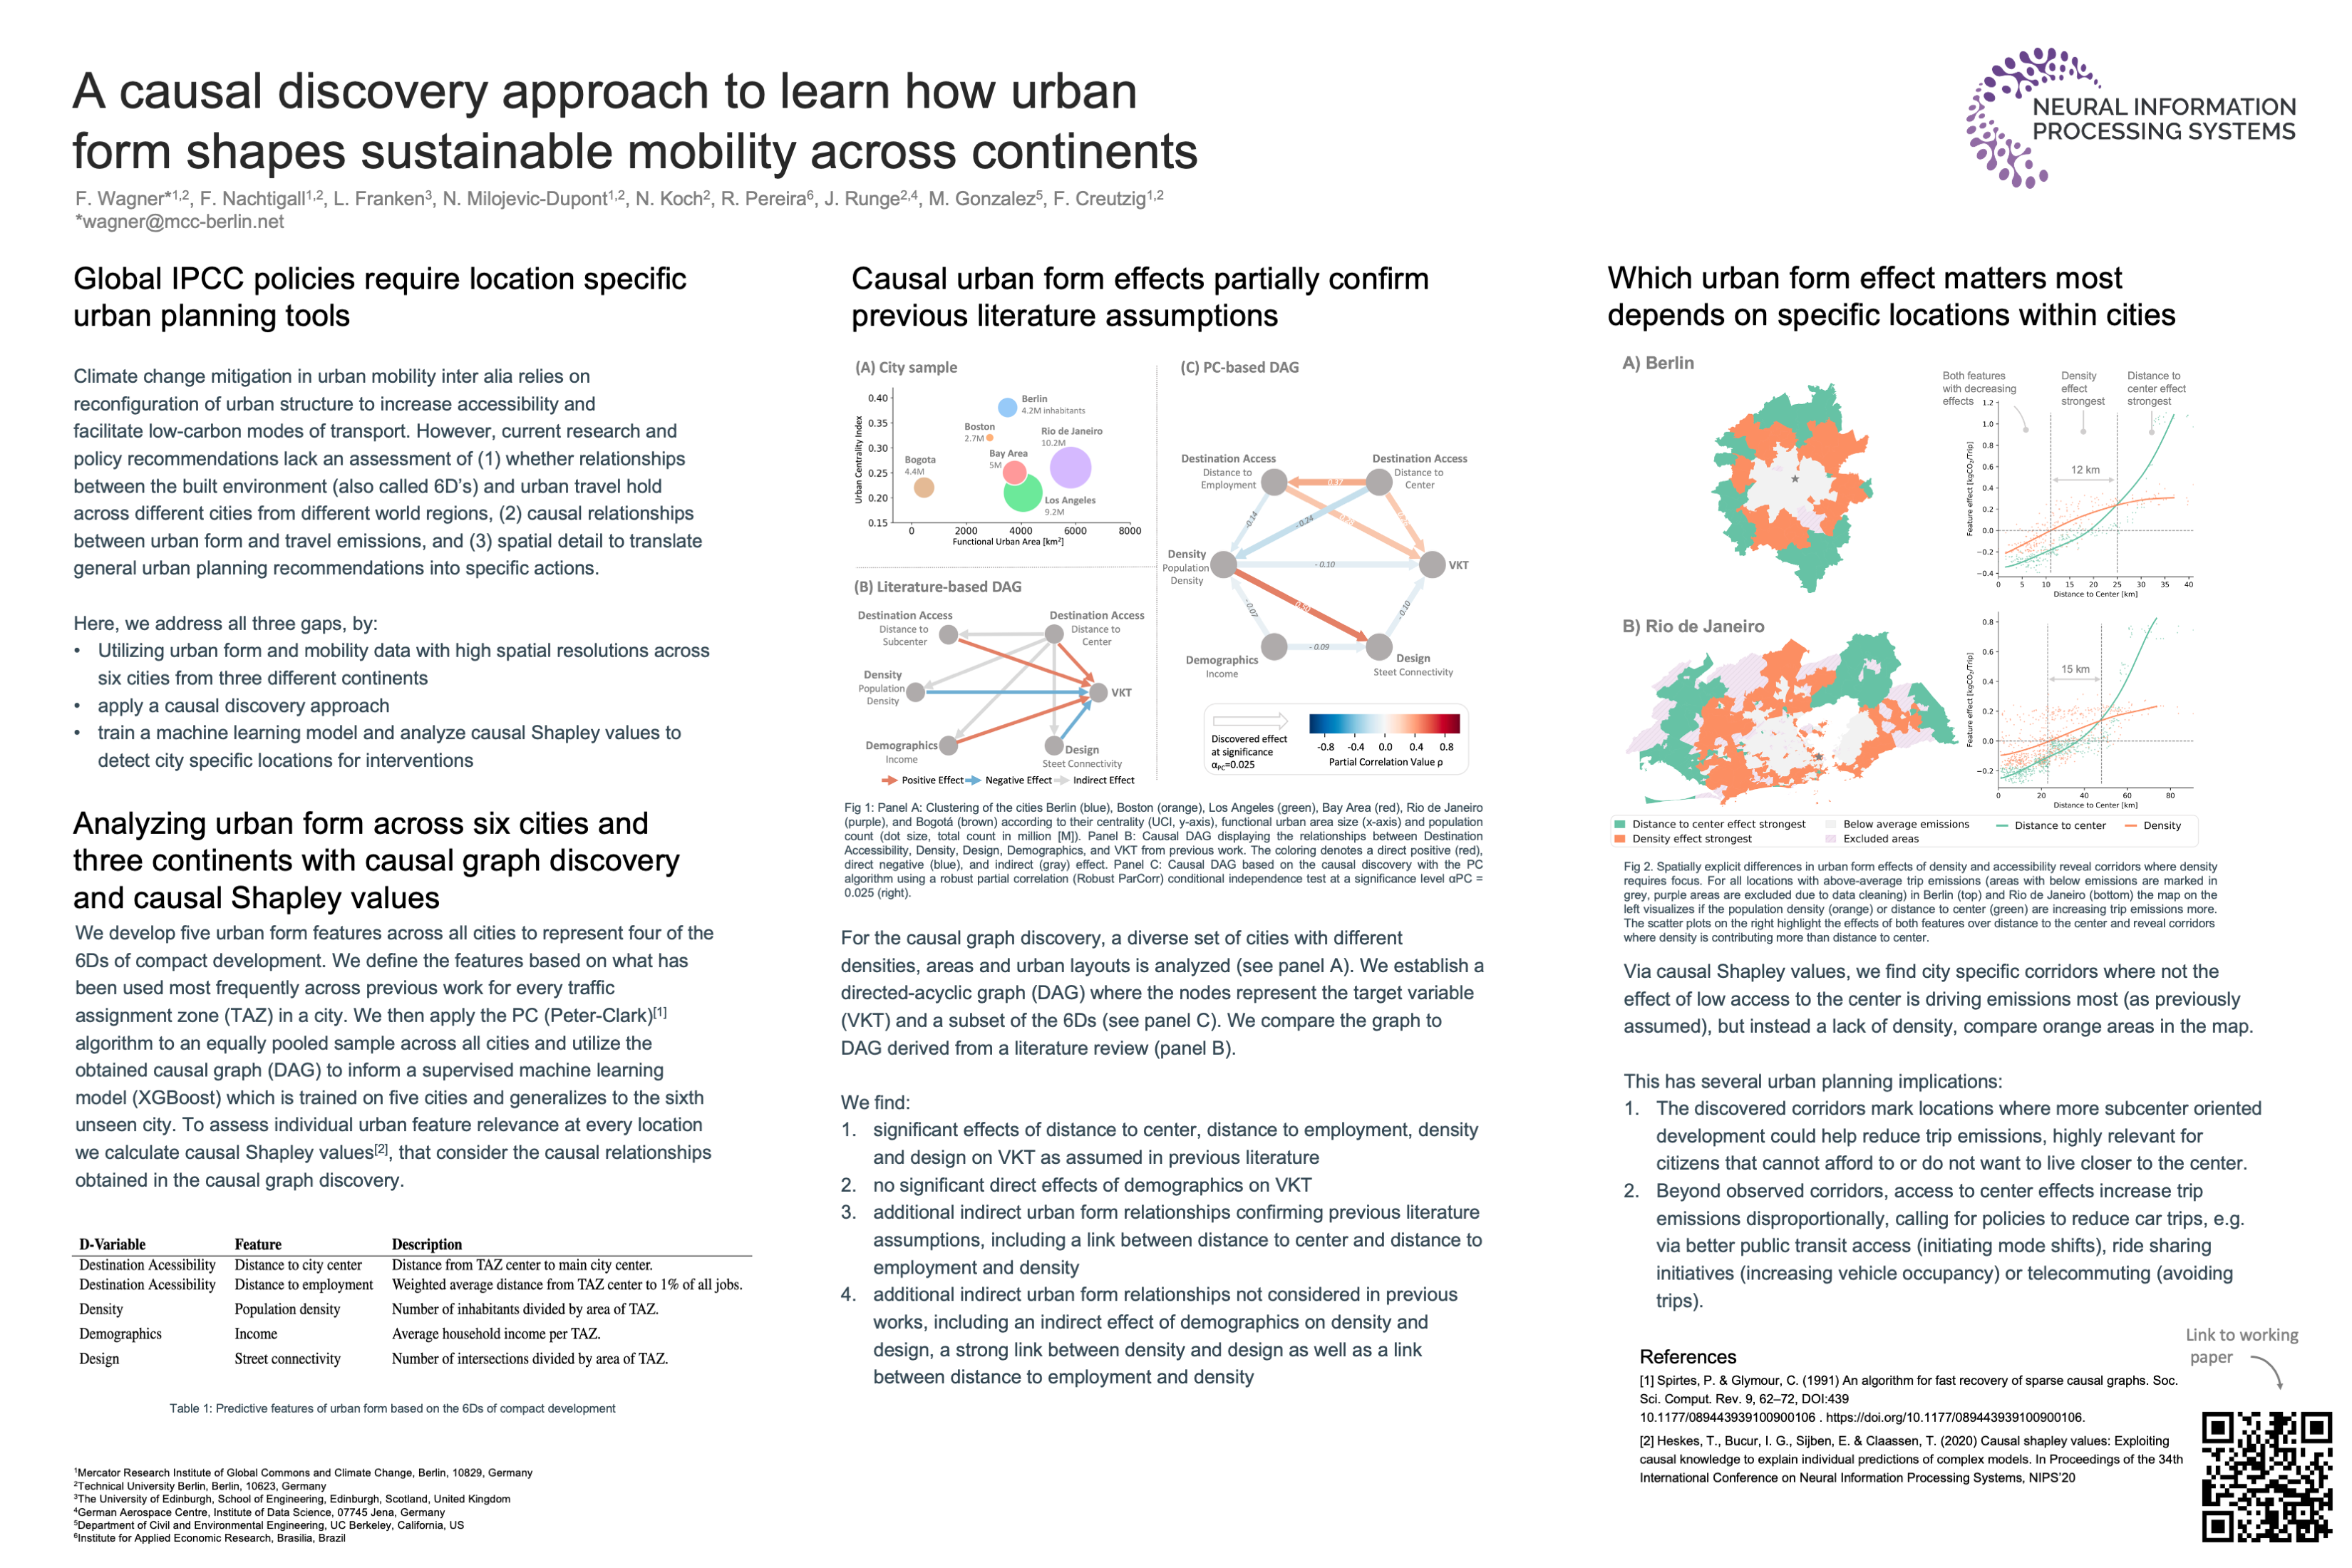 A causal discovery approach to learn how urban
form shapes sustainable mobility across continents
F. Wagner*1,2, F. Nachtigall1,2, L. Franken3, N. Milojevic-Dupont1,2, N. Koch2, R. Pereira6, J. Runge2,4, M. Gonzalez5, F. Creutzig1,2
*wagner@mcc-berlin.net
NEURAL INFORMATION
PROCESSING SYSTEMS
Global IPCC policies require location specific
urban planning tools
Climate change mitigation in urban mobility inter alia relies on
reconfiguration of urban structure to increase accessibility and
facilitate low-carbon modes of transport. However, current research and
policy recommendations lack an assessment of (1) whether relationships
between the built environment (also called 6D's) and urban travel hold
across different cities from different world regions, (2) causal relationships
between urban form and travel emissions, and (3) spatial detail to translate
general urban planning recommendations into specific actions.
Here, we address all three gaps, by:
• Utilizing urban form and mobility data with high spatial resolutions across
six cities from three different continents
• apply a causal discovery approach
• train a machine learning model and analyze causal Shapley values to
detect city specific locations for interventions
Analyzing urban form across six cities and
three continents with causal graph discovery
and causal Shapley values
We develop five urban form features across all cities to represent four of the
6Ds of compact development. We define the features based on what has
been used most frequently across previous work for every traffic
assignment zone (TAZ) in a city. We then apply the PC (Peter-Clark)[1]
algorithm to an equally pooled sample across all cities and utilize the
obtained causal graph (DAG) to inform a supervised machine learning
model (XGBoost) which is trained on five cities and generalizes to the sixth
unseen city. To assess individual urban feature relevance at every location
we calculate causal Shapley values[2], that consider the causal relationships
obtained in the causal graph discovery.
D-Variable Feature Description
Destination Acessibility Distance to city center Distance from TAZ center to main city center.
Destination Acessibility Distance to employment Weighted average distance from TAZ center to 1% of all jobs.
Density Population density Number of inhabitants divided by area of TAZ.
Demographics Income Average household income per TAZ.
Design Street connectivity Number of intersections divided by area of TAZ.
Table 1: Predictive features of urban form based on the 6Ds of compact development
1Mercator Research Institute of Global Commons and Climate Change, Berlin, 10829, Germany
2Technical University Berlin, Berlin, 10623, Germany
3The University of Edinburgh, School of Engineering, Edinburgh, Scotland, United Kingdom
4German Aerospace Centre, Institute of Data Science, 07745 Jena, Germany
5Department of Civil and Environmental Engineering, UC Berkeley, California, US
6Institute for Applied Economic Research, Brasilia, Brazil
Causal urban form effects partially confirm
previous literature assumptions
(A) City sample
Urban Centrality Index
0.40
0.35
0.30
0.25
0.20
0.15
0 2000 4000 6000 8000
Functional Urban Area [km2]
Berlin
4.2M inhabitants
Boston
2.7M
Rio de Janeiro
10.2M
Bay Area
5M
Bogota
4.4M
Los Angeles
9.2M
(B) Literature-based DAG
Destination Access
Distance to
Subcenter
Destination Access
Distance to
Center
Density
Population
Density
VKT
Demographics
Income
Design
Steet Connectivity
Positive Effect Negative Effect Indirect Effect
(C) PC-based DAG
Destination Access
Distance to
Employment
Destination Access
Distance to
Center
0.37
-0.14
-0.24
Density
Population
Density
- 0.10
VKT
-0.07
0.50
-0.10
- 0.09
Demographics
Income
Design
Steet Connectivity
Discovered effect
at significance
αPC=0.025
-0.8 -0.4 0.0 0.4 0.8
Partial Correlation Value ρ
Fig 1: Panel A: Clustering of the cities Berlin (blue), Boston (orange), Los Angeles (green), Bay Area (red), Rio de Janeiro
(purple), and Bogotá (brown) according to their centrality (UCI, y-axis), functional urban area size (x-axis) and population
count (dot size, total count in million [M]). Panel B: Causal DAG displaying the relationships between Destination
Accessibility, Density, Design, Demographics, and VKT from previous work. The coloring denotes a direct positive (red),
direct negative (blue), and indirect (gray) effect. Panel C: Causal DAG based on the causal discovery with the PC
algorithm using a robust partial correlation (Robust ParCorr) conditional independence test at a significance level αPC =
0.025 (right).
For the causal graph discovery, a diverse set of cities with different
densities, areas and urban layouts is analyzed (see panel A). We establish a
directed-acyclic graph (DAG) where the nodes represent the target variable
(VKT) and a subset of the 6Ds (see panel C). We compare the graph to
DAG derived from a literature review (panel B).
We find:
1. significant effects of distance to center, distance to employment, density
and design on VKT as assumed in previous literature
2. no significant direct effects of demographics on VKT
3. additional indirect urban form relationships confirming previous literature
assumptions, including a link between distance to center and distance to
employment and density
4. additional indirect urban form relationships not considered in previous
works, including an indirect effect of demographics on density and
design, a strong link between density and design as well as a link
between distance to employment and density
Which urban form effect matters most
depends on specific locations within cities
A) Berlin
Both features
with decreasing
effects
Density
effect
strongest
Distance to
center effect
strongest
Feature effect [kgCO2/Trip]
1.2
1.0
0.8
0.6
0.4
0.2
0.0
−0.2
−0.4
12 km
0 5 10 15 20 25 30 35 40
Distance to Center [km]
B) Rio de Janeiro
Feature effect [kgCO2/Trip]
0.8
0.6
0.4
0.2
0.0
−0.2
15 km
0 20 40 60 80
Distance to Center [km]
Distance to center effect strongest Below average emissions Distance to center Density
Density effect strongest Excluded areas
Fig 2. Spatially explicit differences in urban form effects of density and accessibility reveal corridors where density
requires focus. For all locations with above-average trip emissions (areas with below emissions are marked in
grey, purple areas are excluded due to data cleaning) in Berlin (top) and Rio de Janeiro (bottom) the map on the
left visualizes if the population density (orange) or distance to center (green) are increasing trip emissions more.
The scatter plots on the right highlight the effects of both features over distance to the center and reveal corridors
where density is contributing more than distance to center.
Via causal Shapley values, we find city specific corridors where not the
effect of low access to the center is driving emissions most (as previously
assumed), but instead a lack of density, compare orange areas in the map.
This has several urban planning implications:
1. The discovered corridors mark locations where more subcenter oriented
development could help reduce trip emissions, highly relevant for
citizens that cannot afford to or do not want to live closer to the center.
2. Beyond observed corridors, access to center effects increase trip
emissions disproportionally, calling for policies to reduce car trips, e.g.
via better public transit access (initiating mode shifts), ride sharing
initiatives (increasing vehicle occupancy) or telecommuting (avoiding
trips).
References
[1] Spirtes, P. & Glymour, C. (1991) An algorithm for fast recovery of sparse causal graphs. Soc.
Sci. Comput. Rev. 9, 62–72, DOI:439
10.1177/089443939100900106 . https://doi.org/10.1177/089443939100900106.
[2] Heskes, T., Bucur, I. G., Sijben, E. & Claassen, T. (2020) Causal shapley values: Exploiting
causal knowledge to explain individual predictions of complex models. In Proceedings of the 34th
International Conference on Neural Information Processing Systems, NIPS'20
Link to working
paper